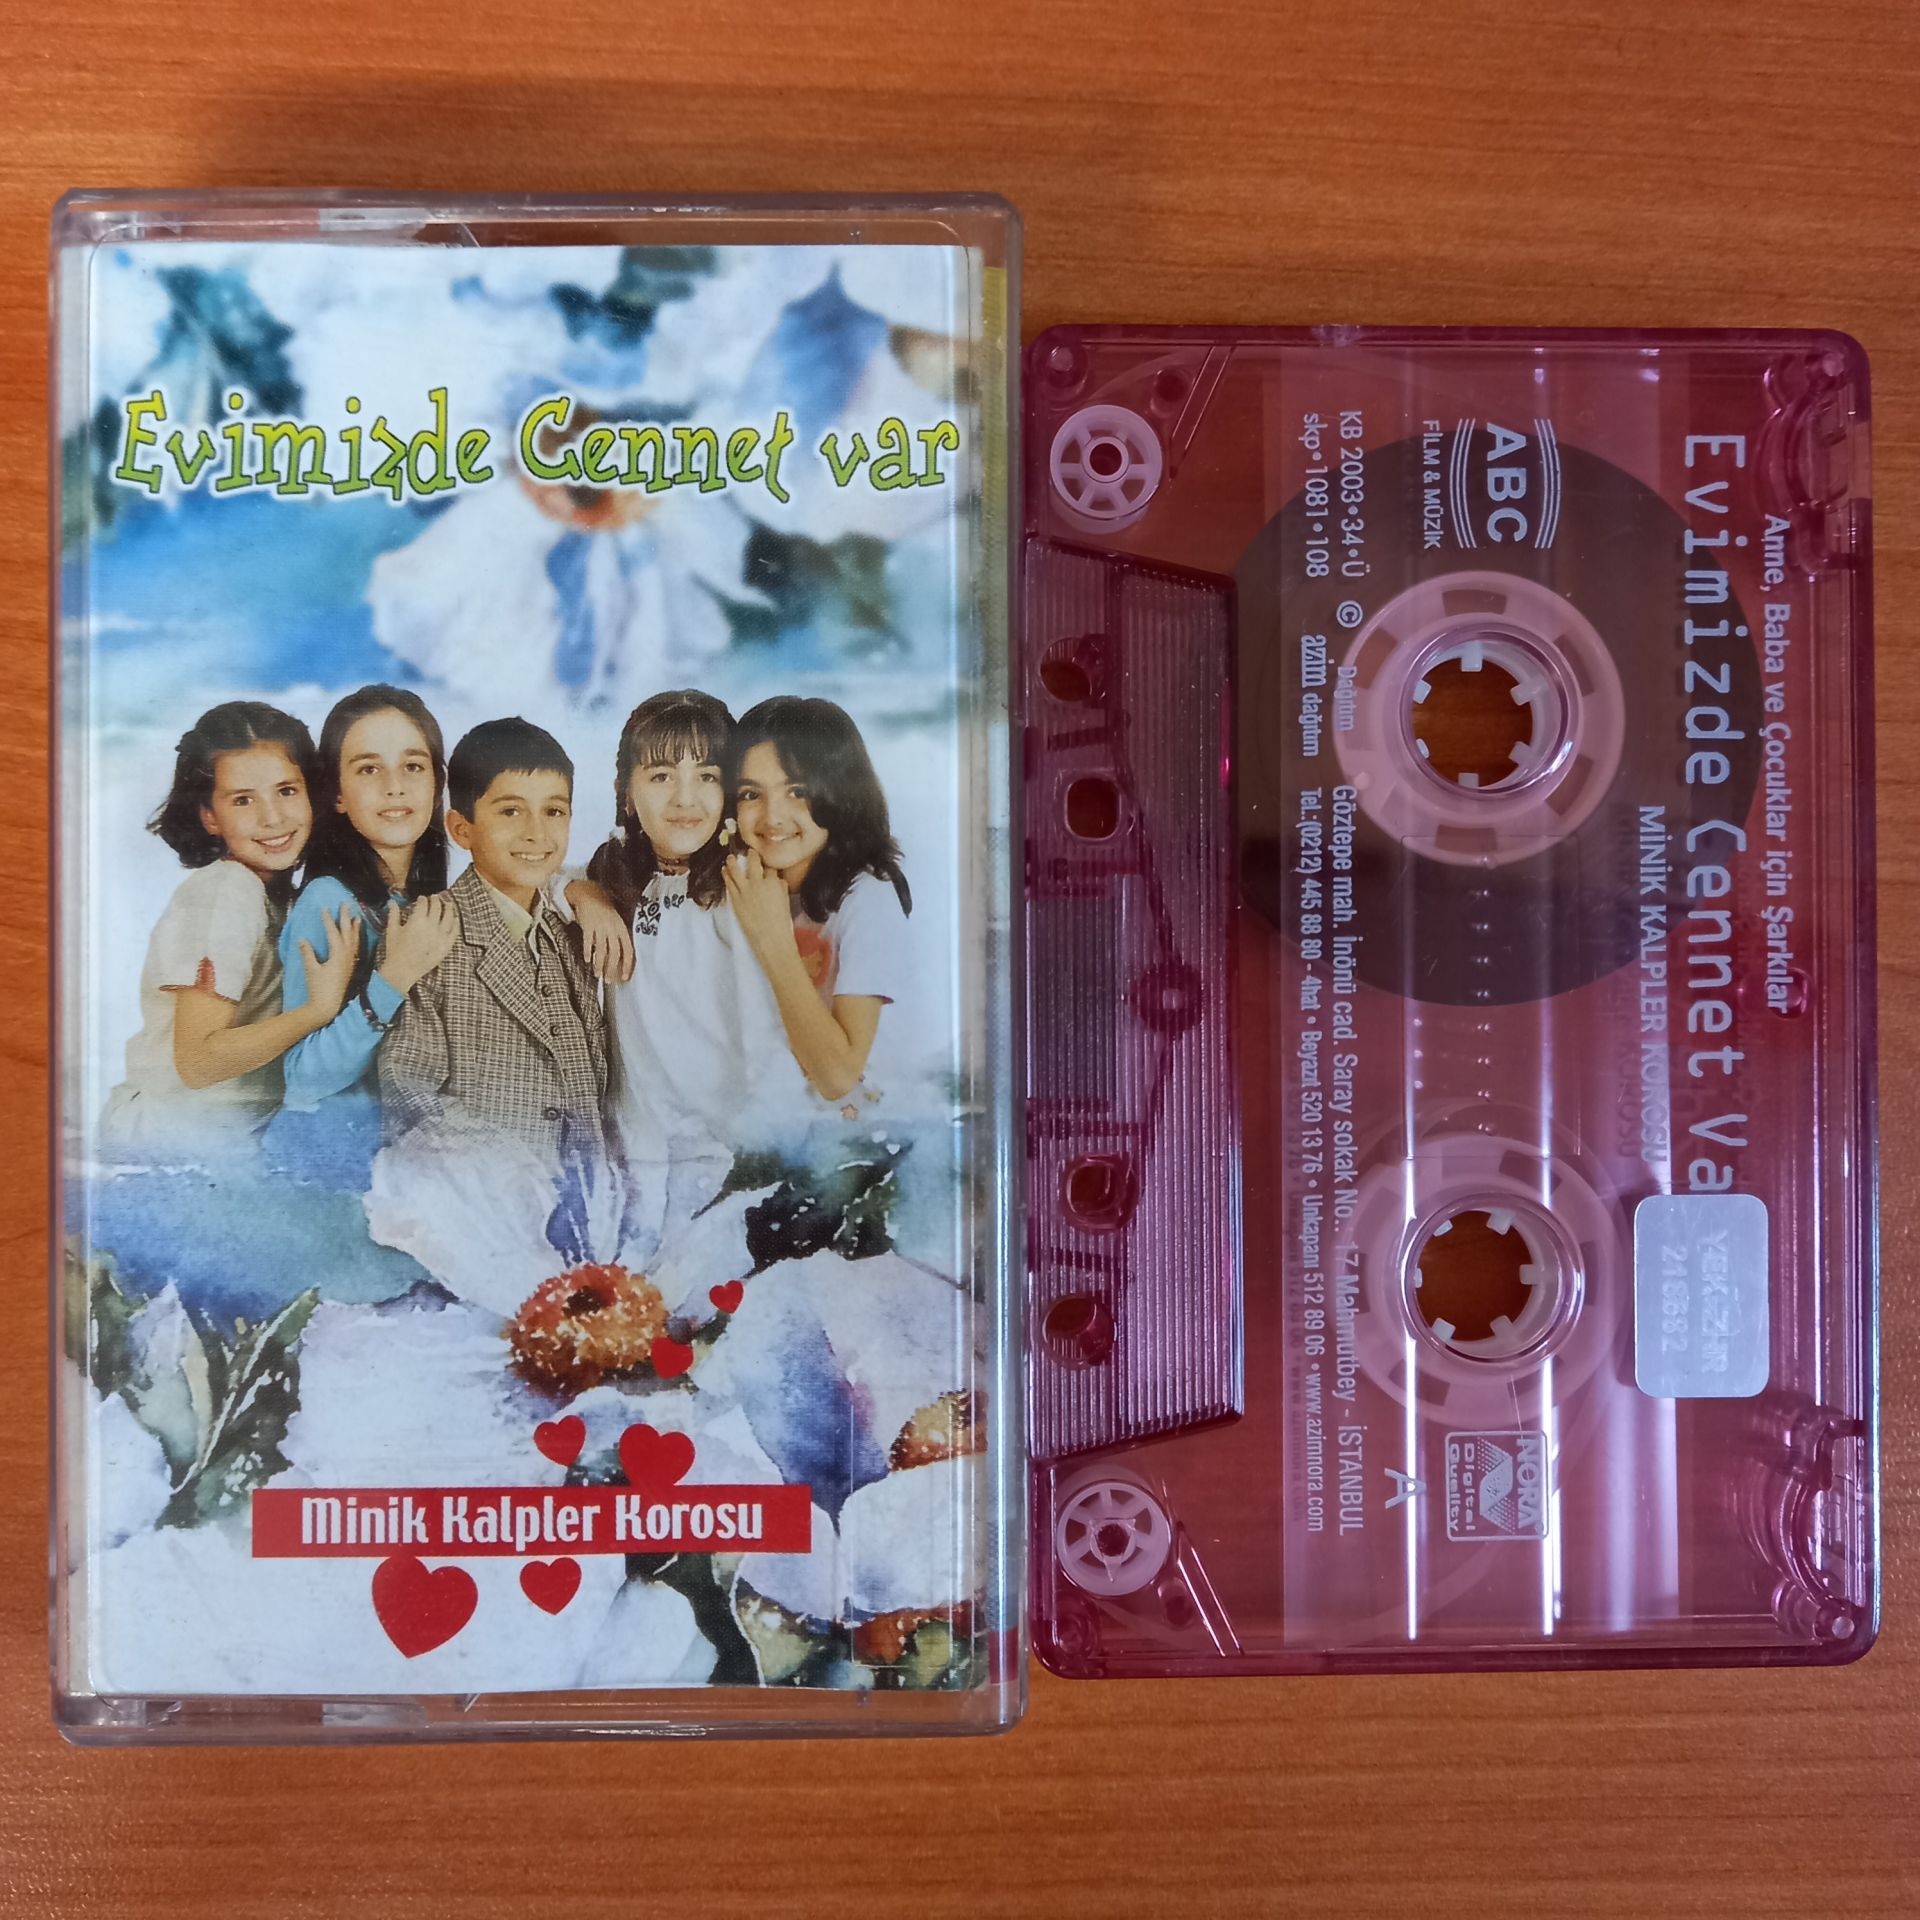 Evimizde Cennet var
Minik Kalpler Korosu
Anne, Baba ve Çocuklar için Şarkılar
Evimizde Cennet Va
MİNİK KALPLER KOROSU
ABC
FİLM & MÜZİK
NORA
Digital
Quality
A
KB 2003•34•Ü © Dağıtım Göztepe mah. İnönü cad. Saray sokak No.. 17 Mahmutbey - İSTANBUL
skp•1081•108 azim dağıtım Tel.:(0212) 445 88 80 - 4hat • Beyazıt 520 13 76 • Unkapanı 512 89 06 • www.azimnora.com